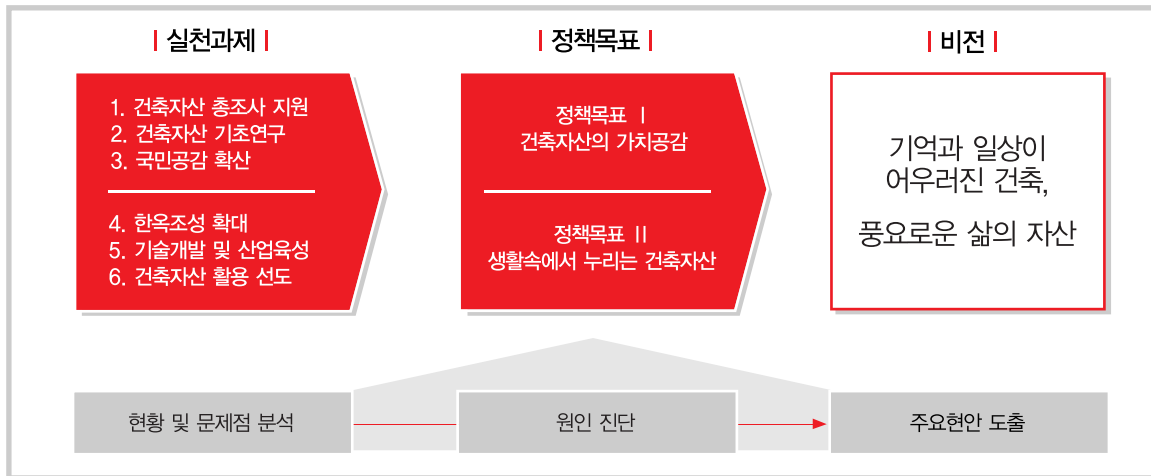 실천과제
1. 건축자산 총조사 지원
2. 건축자산 기초연구
3. 국민공감 확산
4. 한옥조성 확대
5. 기술개발 및 산업육성
6. 건축자산 활용 선도
정책목표
정책목표 Ⅰ
건축자산의 가치공감
정책목표 Ⅱ
생활속에서 누리는 건축자산
비전
기억과 일상이
어우러진 건축,
풍요로운 삶의 자산
현황 및 문제점 분석
원인 진단
주요현안 도출